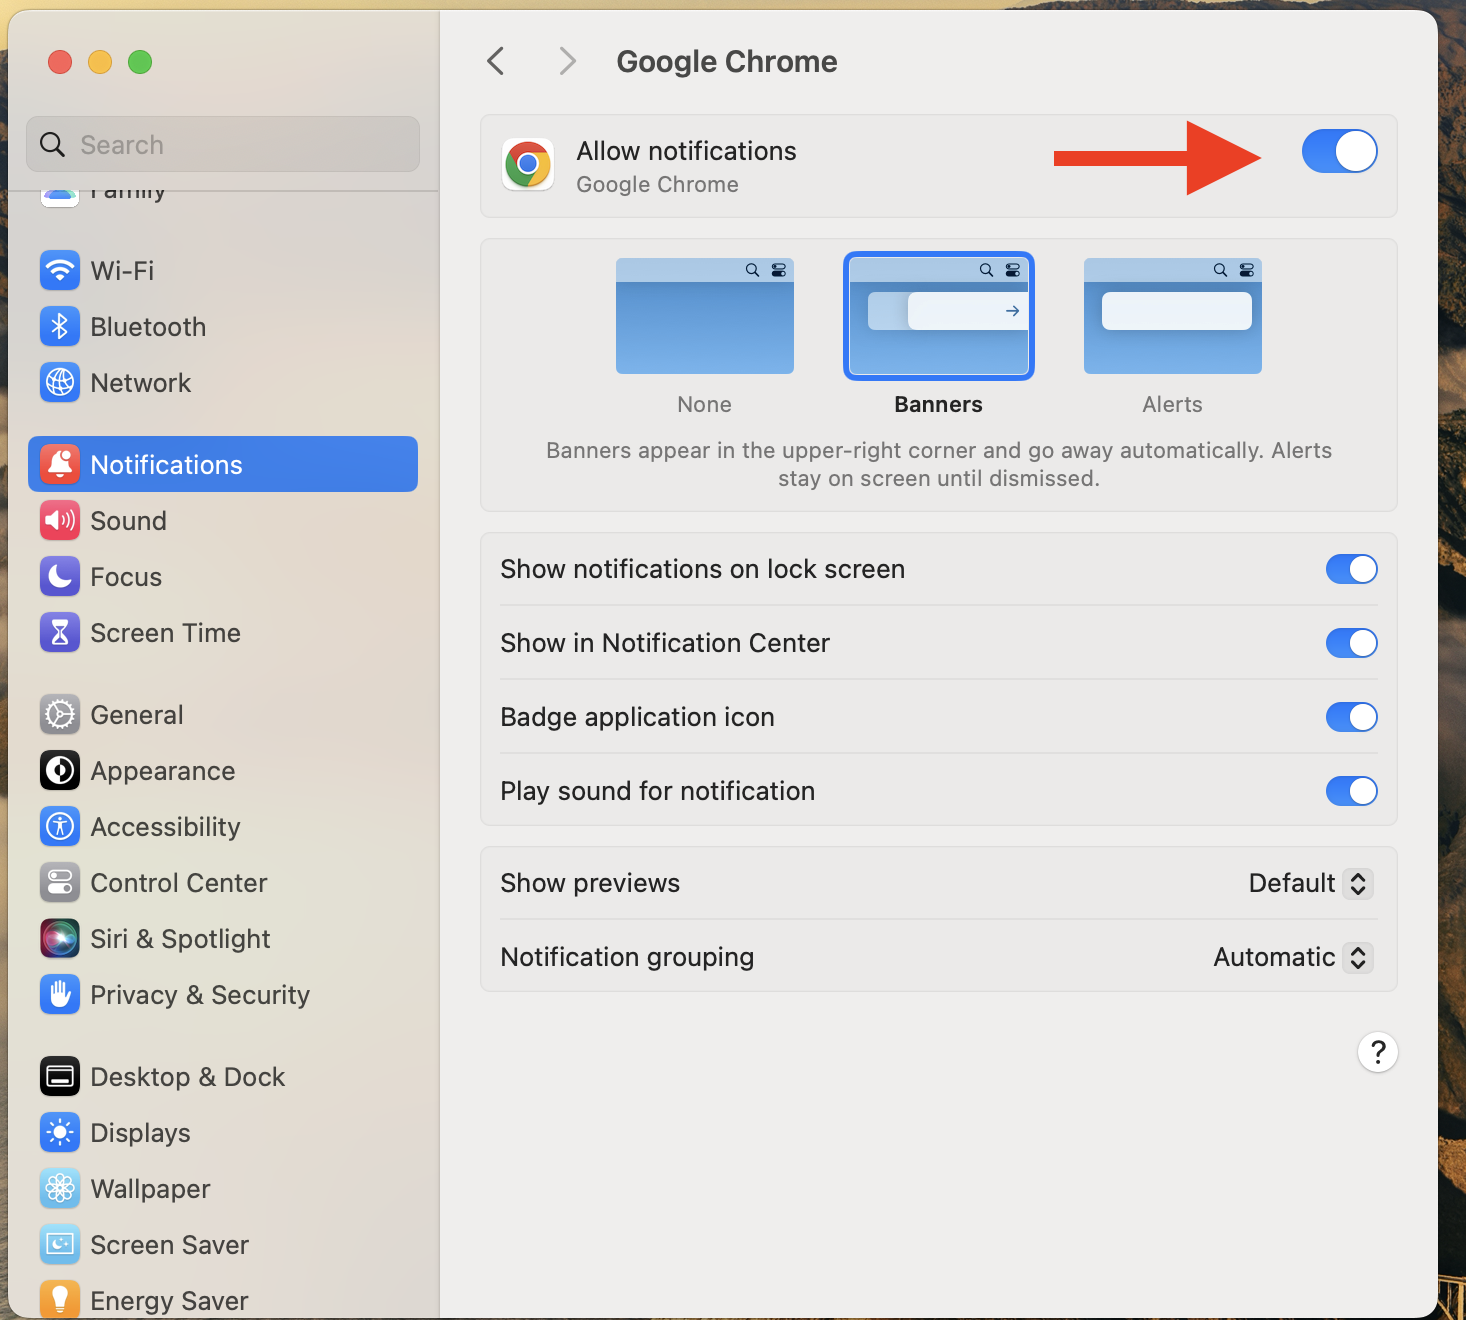 Google Chrome
Search
Family
Wi-Fi
Bluetooth
Network
Notifications
Sound
Focus
Screen Time
General
Appearance
Accessibility
Control Center
Siri & Spotlight
Privacy & Security
Desktop & Dock
Displays
Wallpaper
Screen Saver
Energy Saver
Allow notifications
Google Chrome
None
Banners
Alerts
Banners appear in the upper-right corner and go away automatically. Alerts
stay on screen until dismissed.
Show notifications on lock screen
Show in Notification Center
Badge application icon
Play sound for notification
Show previews Default
Notification grouping Automatic
?